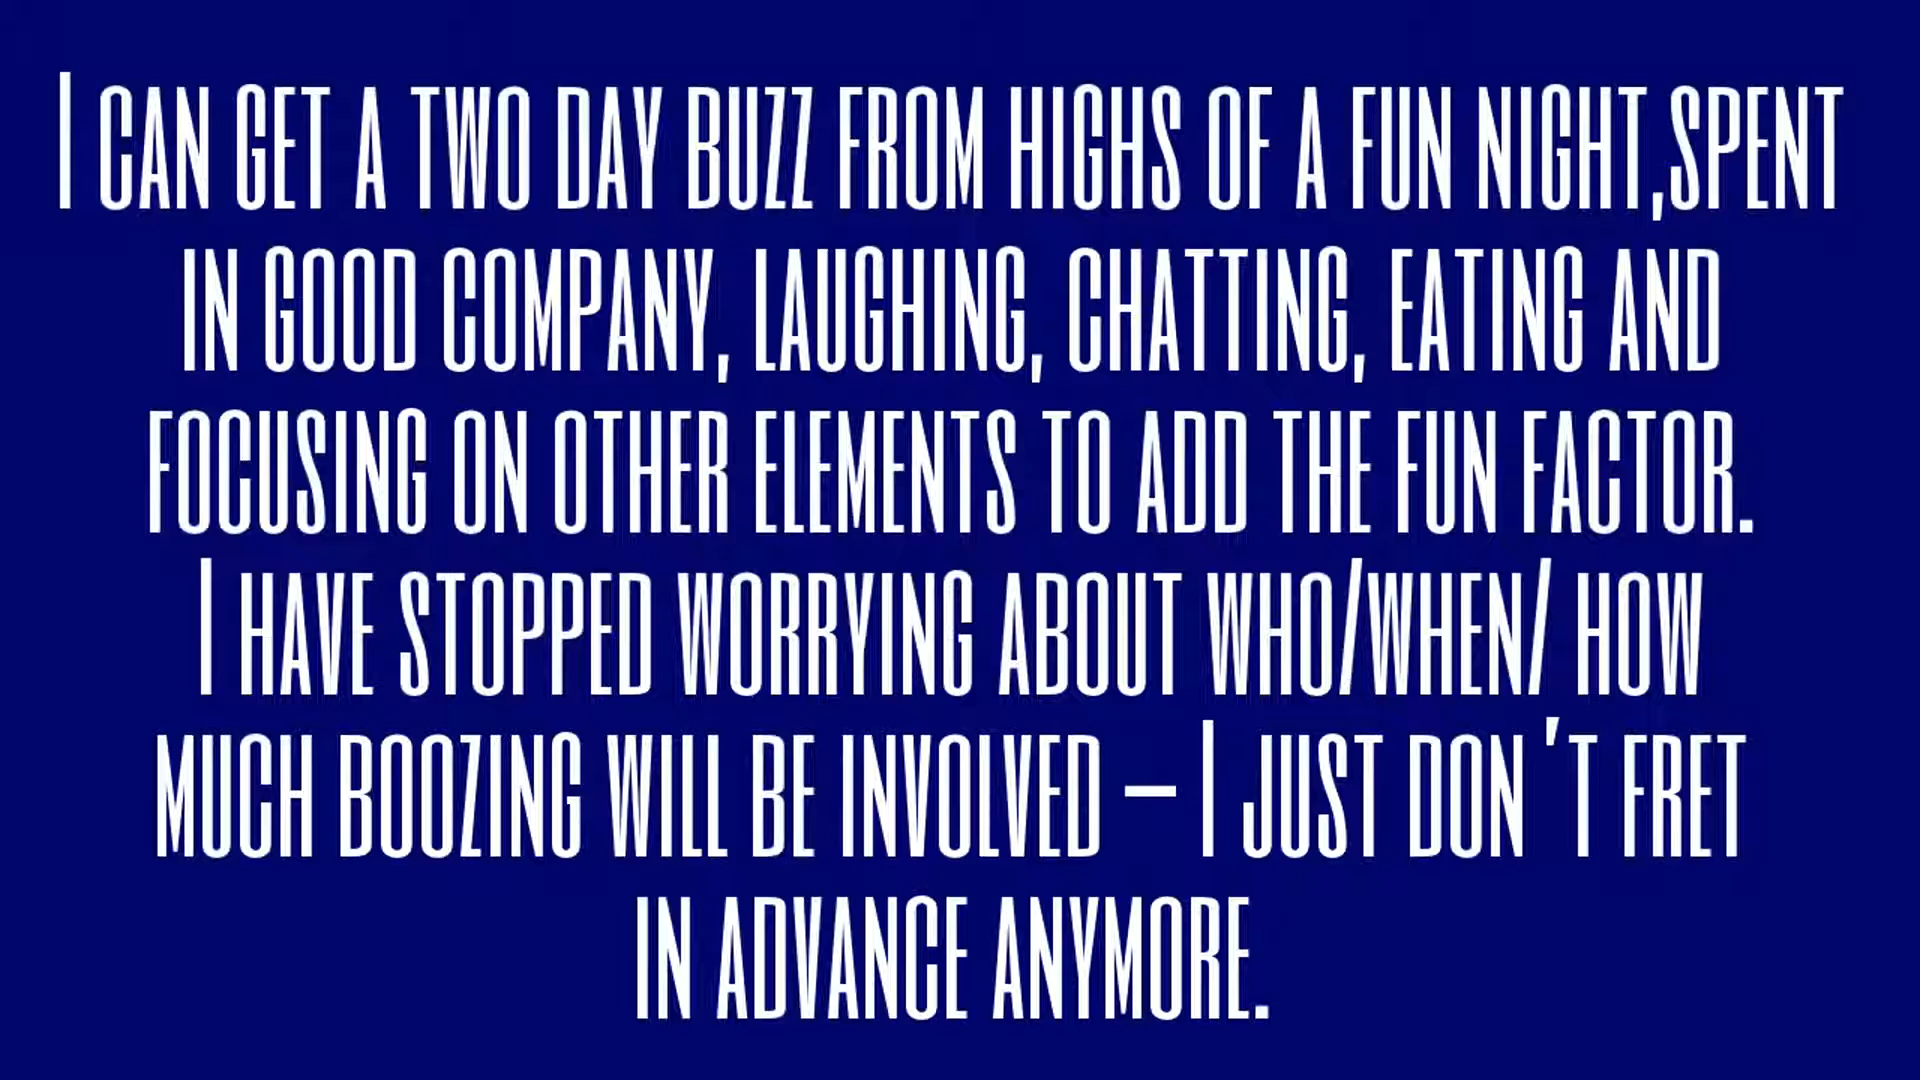 I CAN GET A TWO DAY BUZZ FROM HIGHS OF A FUN NIGHT,SPENT
IN GOOD COMPANY, LAUGHING, CHATTING, EATING AND
FOCUSING ON OTHER ELEMENTS TO ADD THE FUN FACTOR.
I HAVE STOPPED WORRYING ABOUT WHO/WHEN/ HOW
MUCH BOOZING WILL BE INVOLVED – I JUST DON'T FRET
IN ADVANCE ANYMORE.